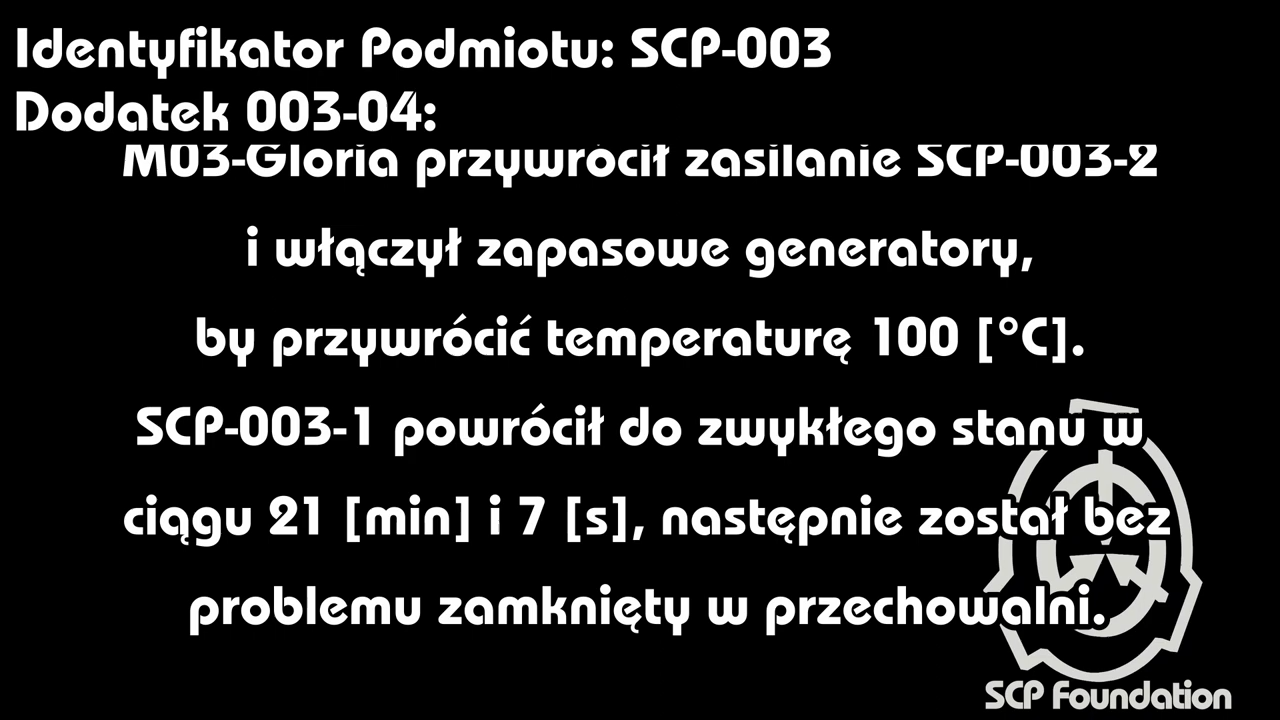 Identyfikator Podmiotu: SCP-003
Dodatek 003-04:
M03-Gloria przywrócił zasilanie SCP-003-2
i włączył zapasowe generatory,
by przywrócić temperaturę 100 [°C].
SCP-003-1 powrócił do zwykłego stanu w
ciągu 21 [min] i 7 [s], następnie został bez
problemu zamknięty w przechowalni.
SCP Foundation